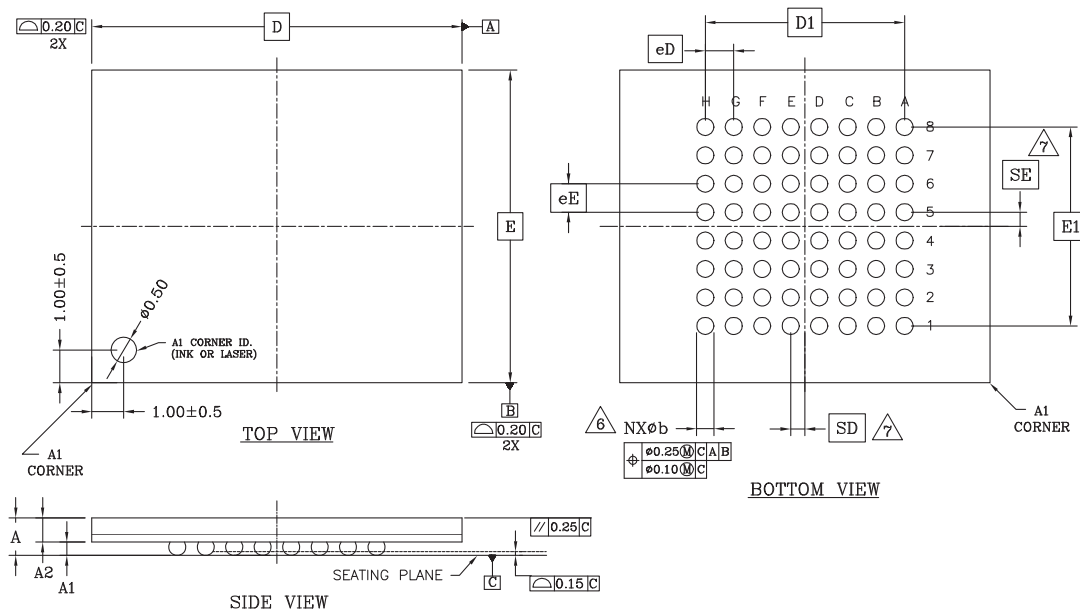 ⌓ 0.20 C
2X
D
A
1.00±0.5
ø0.50
A1 CORNER ID.
(INK OR LASER)
1.00±0.5
E
B
⌓ 0.20 C
2X
A1
CORNER
TOP VIEW
D1
eD
H G F E D C B A
8
7
6
5
4
3
2
1
7
SE
eE
E1
6 NXøb
⌖ ø0.25Ⓜ C A B
ø0.10Ⓜ C
SD
7
A1
CORNER
BOTTOM VIEW
A
A2
A1
// 0.25 C
SEATING PLANE
C
⌓ 0.15 C
SIDE VIEW